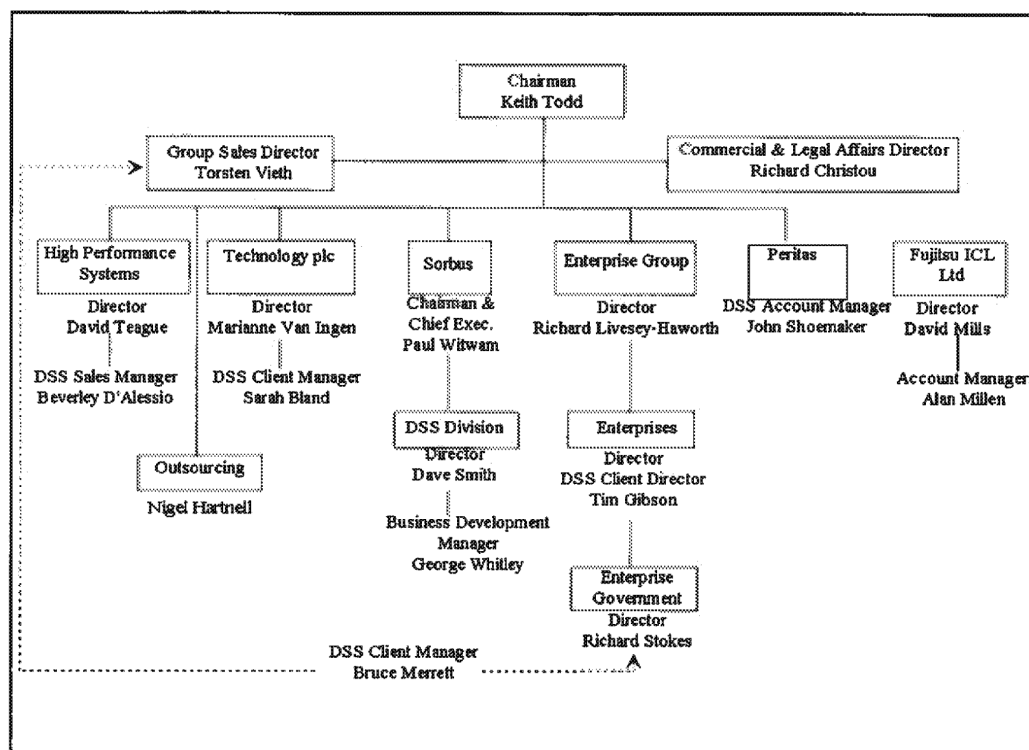 Chairman
Keith Todd
Group Sales Director
Torsten Vieth
Commercial & Legal Affairs Director
Richard Christou
High Performance
Systems
Director
David Teague
DSS Sales Manager
Beverley D'Alessio
Technology plc
Director
Marianne Van Ingen
DSS Client Manager
Sarah Bland
Outsourcing
Nigel Hartnell
Sorbus
Chairman &
Chief Exec.
Paul Witwam
DSS Division
Director
Dave Smith
Business Development
Manager
George Whitley
Enterprise Group
Director
Richard Livesey-Haworth
Enterprises
Director
DSS Client Director
Tim Gibson
Enterprise
Government
Director
Richard Stokes
Peritas
DSS Account Manager
John Shoemaker
Fujitsu ICL
Ltd
Director
David Mills
Account Manager
Alan Millen
DSS Client Manager
Bruce Merrett